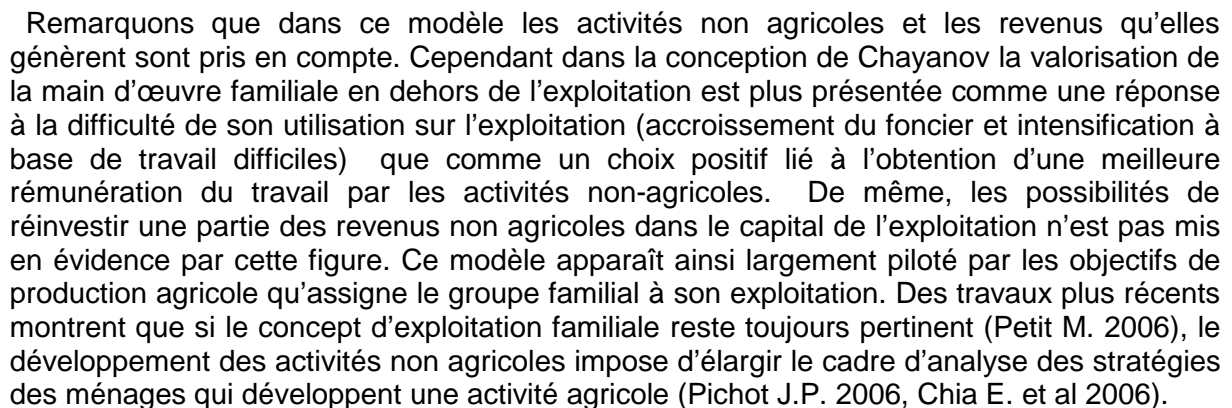 Remarquons que dans ce modèle les activités non agricoles et les revenus qu'elles
génèrent sont pris en compte. Cependant dans la conception de Chayanov la valorisation de
la main d'œuvre familiale en dehors de l'exploitation est plus présentée comme une réponse
à la difficulté de son utilisation sur l'exploitation (accroissement du foncier et intensification à
base de travail difficiles) que comme un choix positif lié à l'obtention d'une meilleure
rémunération du travail par les activités non-agricoles. De même, les possibilités de
réinvestir une partie des revenus non agricoles dans le capital de l'exploitation n'est pas mis
en évidence par cette figure. Ce modèle apparaît ainsi largement piloté par les objectifs de
production agricole qu'assigne le groupe familial à son exploitation. Des travaux plus récents
montrent que si le concept d'exploitation familiale reste toujours pertinent (Petit M. 2006), le
développement des activités non agricoles impose d'élargir le cadre d'analyse des stratégies
des ménages qui développent une activité agricole (Pichot J.P. 2006, Chia E. et al 2006).